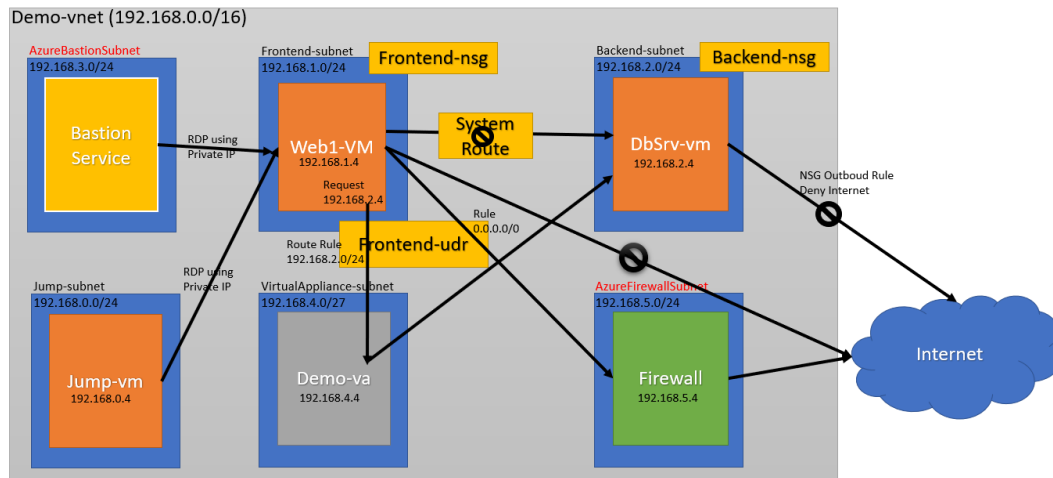 Demo-vnet (192.168.0.0/16)
AzureBastionSubnet
192.168.3.0/24
Bastion
Service
RDP using
Private IP
Frontend-subnet
192.168.1.0/24
Frontend-nsg
Web1-VM
192.168.1.4
Request
192.168.2.4
System
Route
Backend-subnet
192.168.2.0/24
Backend-nsg
DbSrv-vm
192.168.2.4
NSG Outboud Rule
Deny Internet
Rule
0.0.0.0/0
Route Rule
192.168.2.0/24
Frontend-udr
RDP using
Private IP
Jump-subnet
192.168.0.0/24
Jump-vm
192.168.0.4
VirtualAppliance-subnet
192.168.4.0/27
Demo-va
192.168.4.4
AzureFirewallSubnet
192.168.5.0/24
Firewall
192.168.5.4
Internet